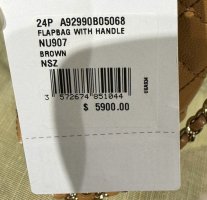 24P A92990B05068
FLAPBAG WITH HANDLE
NU907
BROWN
NSZ
3 572674 851044
$ 5900.00